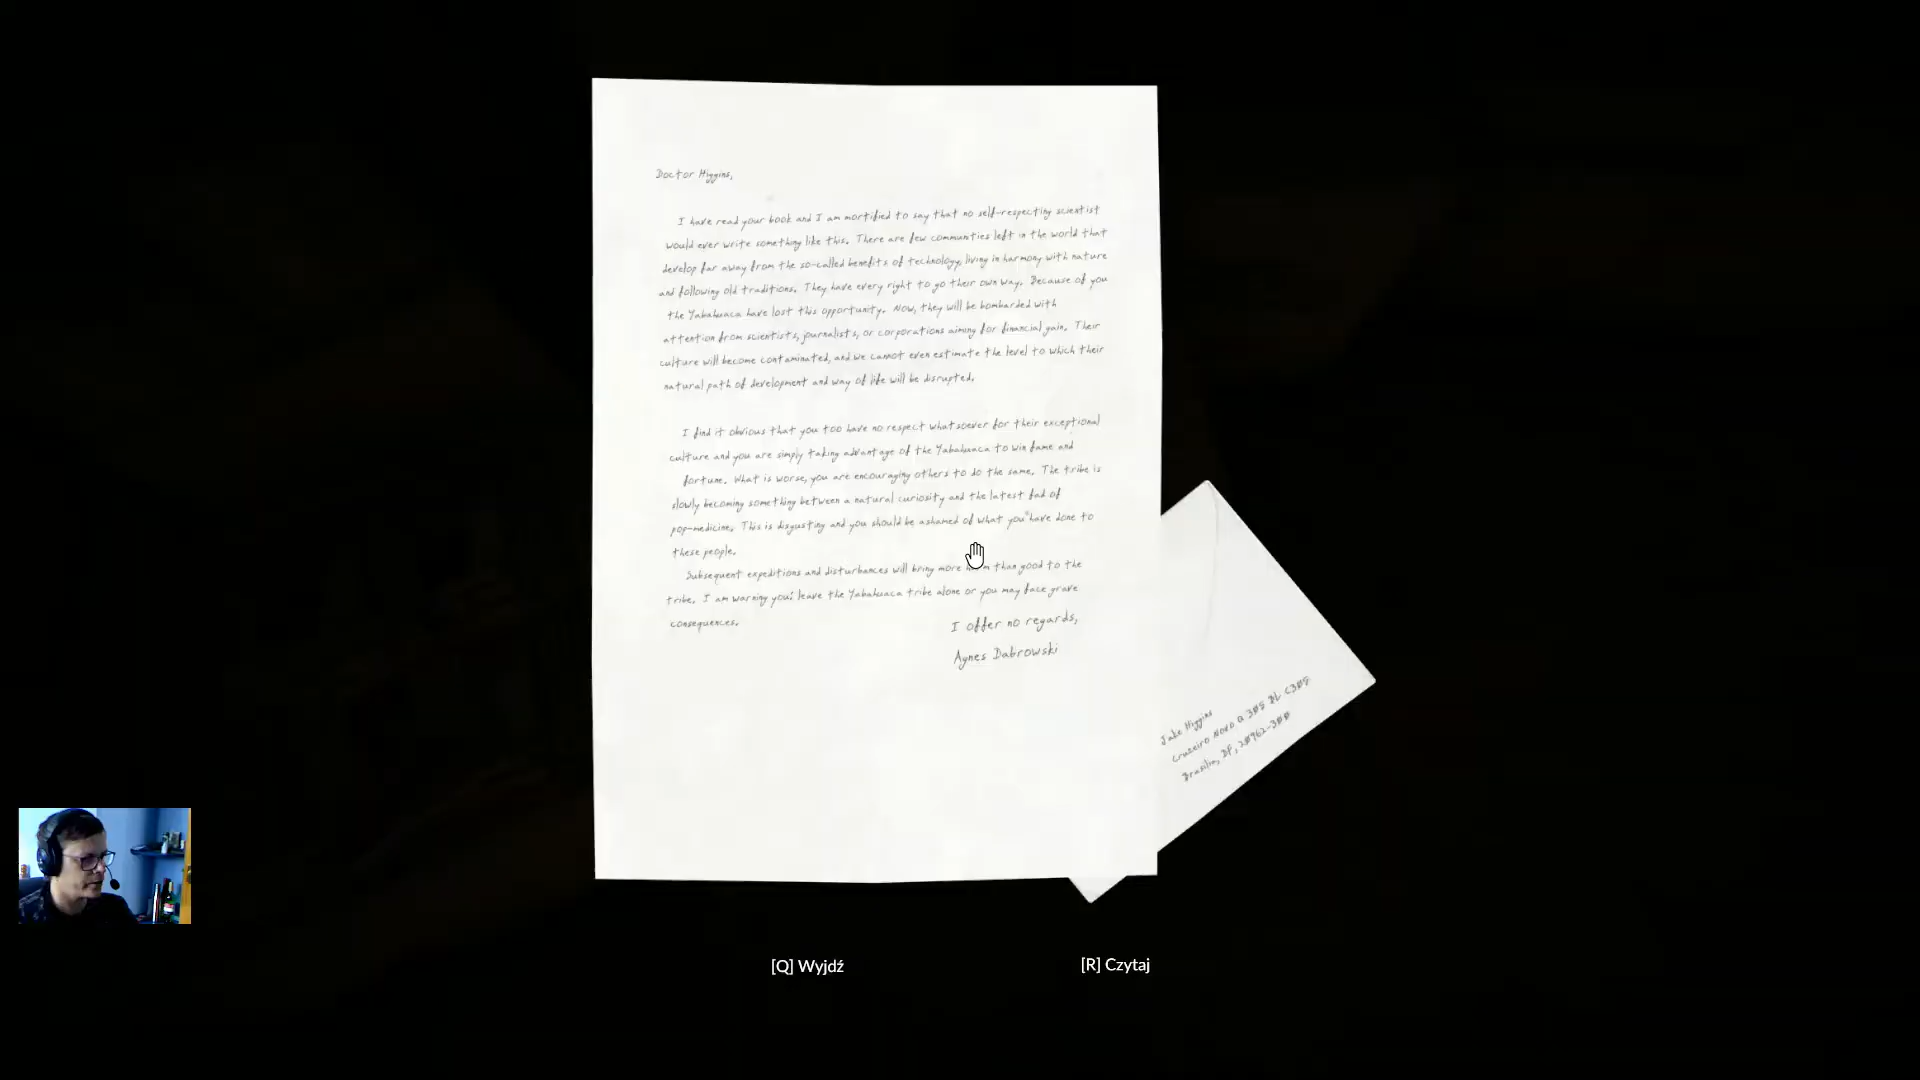 Doctor Higgins,
I have read your book and I am mortified to say that no self-respecting scientist
would ever write something like this. There are few communties left in the world that
develop far away from the so-called benefits of technology, living in harmony with nature
and following old traditions. They have every right to go their own way. Because of you
the Yabahuaca have lost this opportunity. Now, they will be bombarded with
attention from scientists, journalists, or corporations aiming for financial gain. Their
culture will become contaminated, and we cannot even estimate the level to which their
natural path of development and way of life will be disrupted.
I find it obvious that you too have no respect whatsoever for their exceptional
culture and you are simply taking advantage of the Yabahuaca to win fame and
fortune. What is worse, you are encouraging others to do the same. The tribe is
slowly becoming something between a natural curiosity and the latest fad of
pop-medicine. This is disgusting and you should be ashamed of what you have done to
these people.
Subsequent expeditions and disturbances will bring more than good to the
tribe. I am warning you: leave the Yabahuaca tribe alone or you may face grave
consequences.
I offer no regards,
Agnes Dabrowski
Jake Higgins
Cruzeiro Novo Q 305 BL C305
Brasilia, DF, 20962-300
[Q] Wyjdź
[R] Czytaj